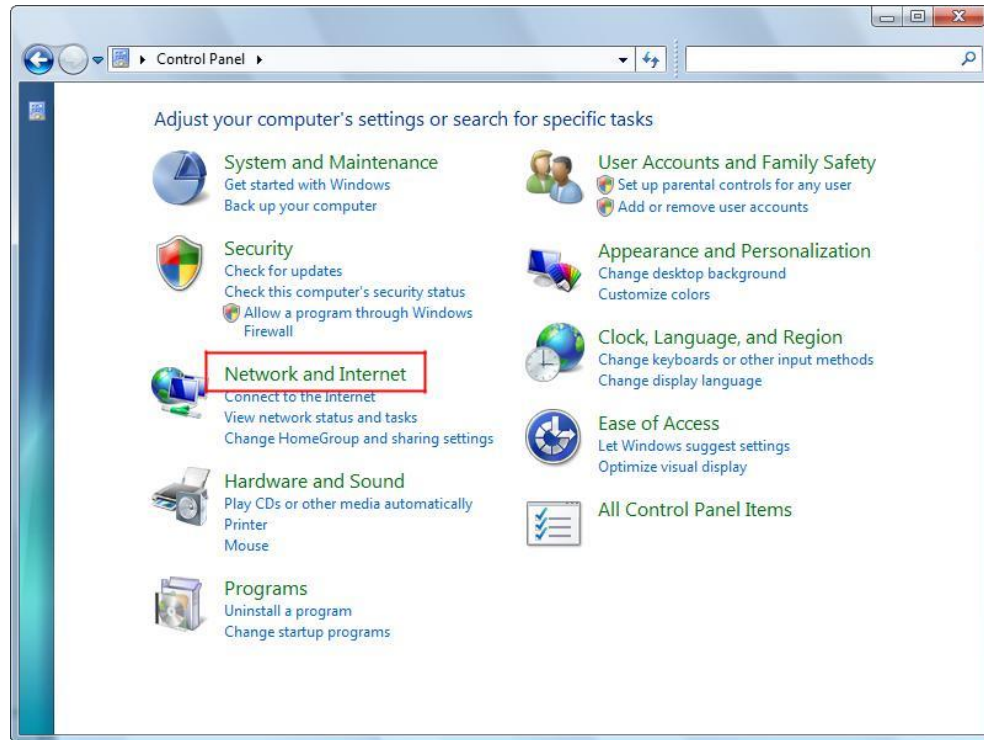 Control Panel
Adjust your computer's settings or search for specific tasks
System and Maintenance
Get started with Windows
Back up your computer
Security
Check for updates
Check this computer's security status
Allow a program through Windows
Firewall
Network and Internet
Connect to the Internet
View network status and tasks
Change HomeGroup and sharing settings
Hardware and Sound
Play CDs or other media automatically
Printer
Mouse
Programs
Uninstall a program
Change startup programs
User Accounts and Family Safety
Set up parental controls for any user
Add or remove user accounts
Appearance and Personalization
Change desktop background
Customize colors
Clock, Language, and Region
Change keyboards or other input methods
Change display language
Ease of Access
Let Windows suggest settings
Optimize visual display
All Control Panel Items